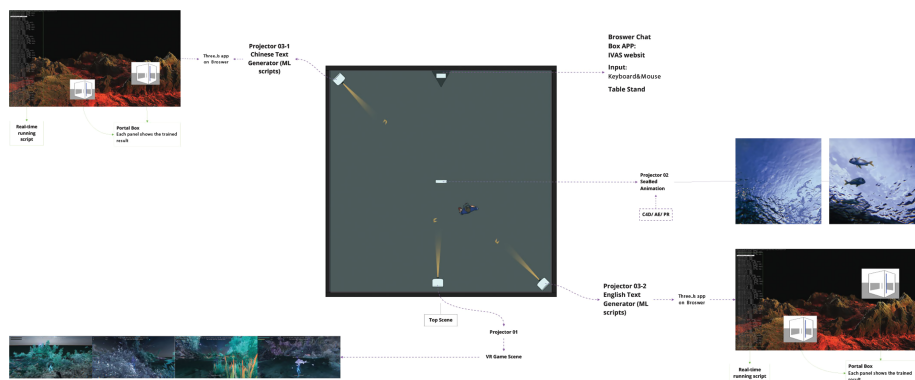 Projector 03-1
Chinese Text
Generator (ML
scripts)
Three.js app
on Broswer
Real-time
running
script
Portal Box
Each panel shows the trained
result
Broswer Chat
Box APP:
IVAS websit
Input:
Keyboard&Mouse
Table Stand
Projector 02
SeaBed
Animation
C4D/ AE/ PR
Projector 03-2
English Text
Generator (ML
scripts)
Three.js app
on Broswer
Top Scene
Projector 01
VR Game Scene
Real-time
running script
Portal Box
Each panel shows the trained
result